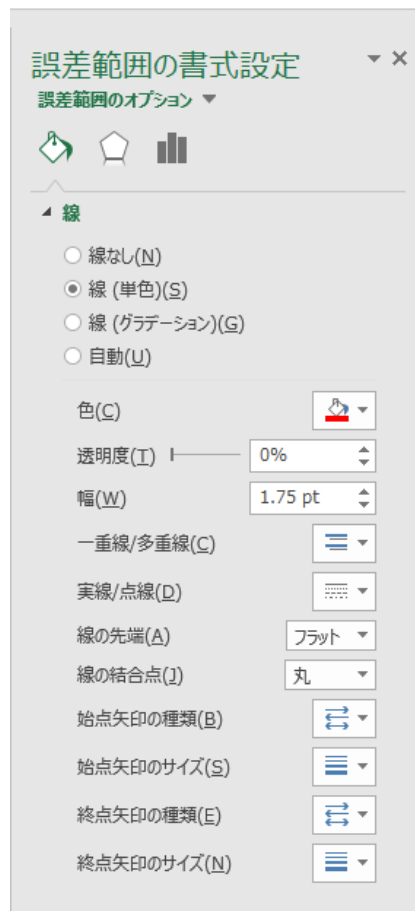 誤差範囲の書式設定
誤差範囲のオプション
線
線なし(N)
線 (単色)(S)
線 (グラデーション)(G)
自動(U)
色(C)
透明度(T) 0%
幅(W) 1.75 pt
一重線/多重線(C)
実線/点線(D)
線の先端(A) フラット
線の結合点(J) 丸
始点矢印の種類(B)
始点矢印のサイズ(S)
終点矢印の種類(E)
終点矢印のサイズ(N)